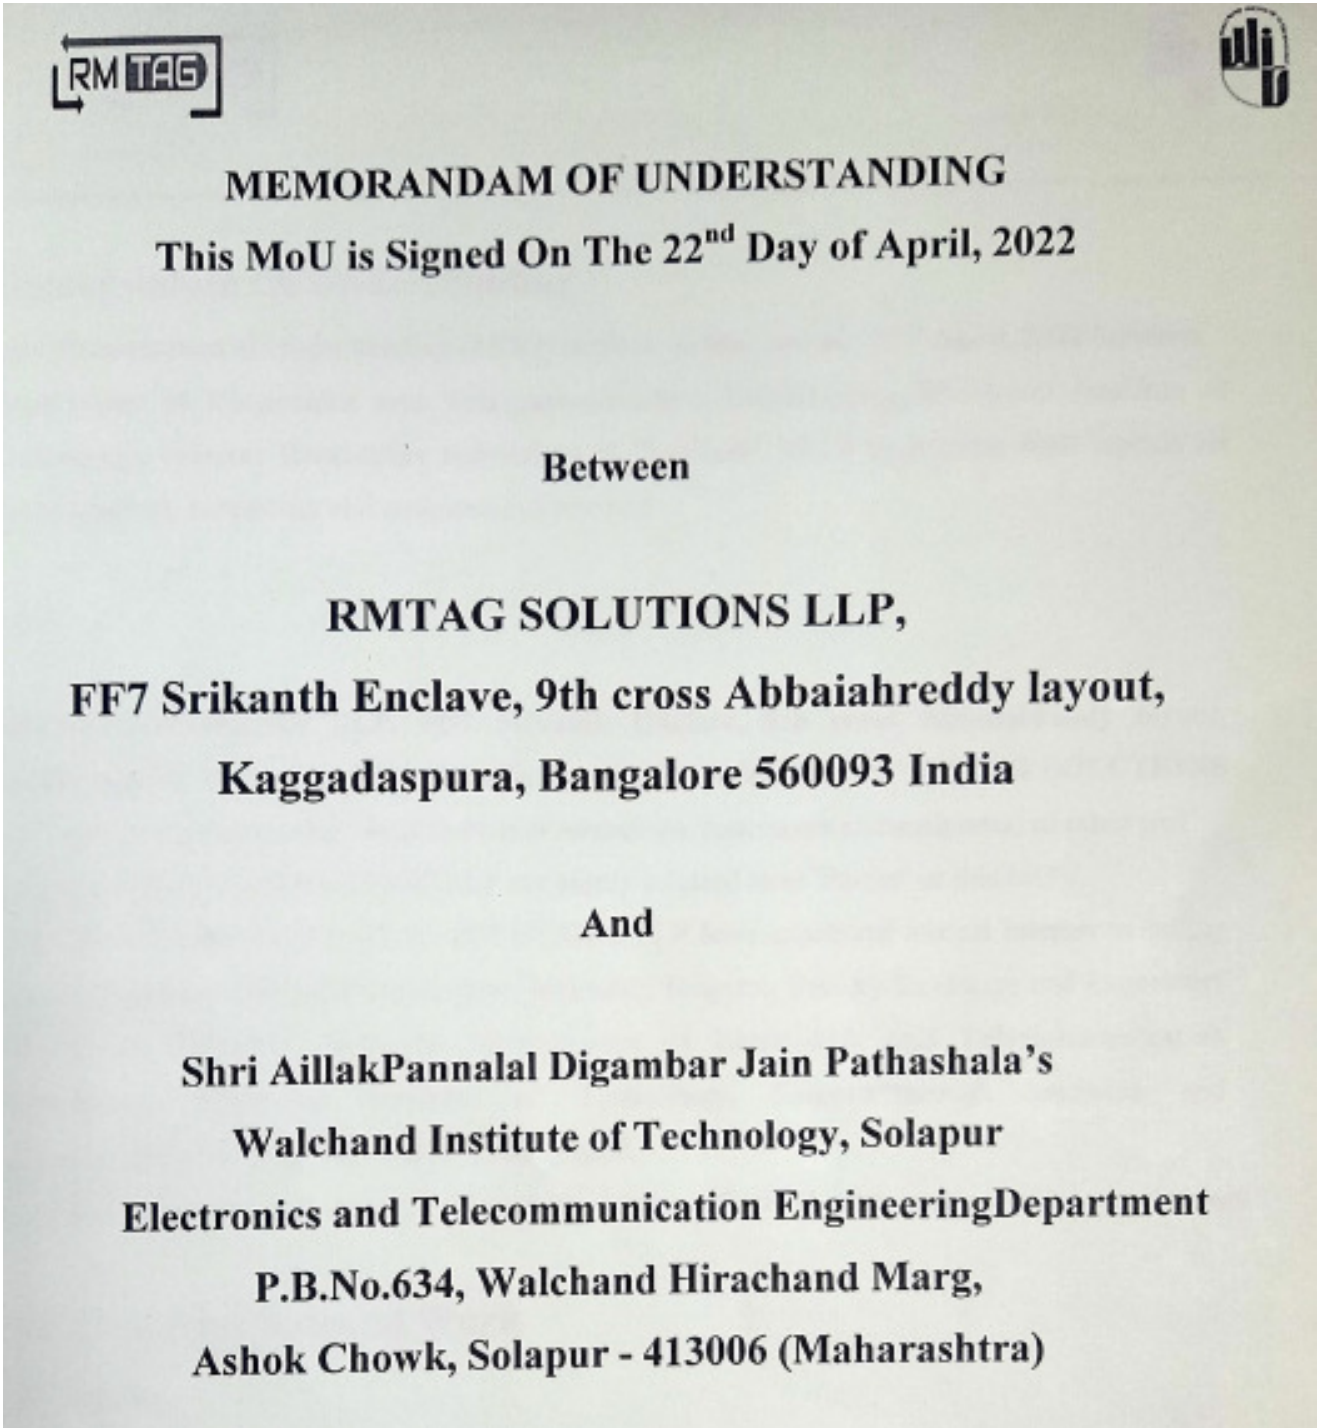 RM TAG
WIT
MEMORANDAM OF UNDERSTANDING
This MoU is Signed On The 22nd Day of April, 2022
Between
RMTAG SOLUTIONS LLP,
FF7 Srikanth Enclave, 9th cross Abbaiahreddy layout,
Kaggadaspura, Bangalore 560093 India
And
Shri AillakPannalal Digambar Jain Pathashala’s
Walchand Institute of Technology, Solapur
Electronics and Telecommunication EngineeringDepartment
P.B.No.634, Walchand Hirachand Marg,
Ashok Chowk, Solapur - 413006 (Maharashtra)